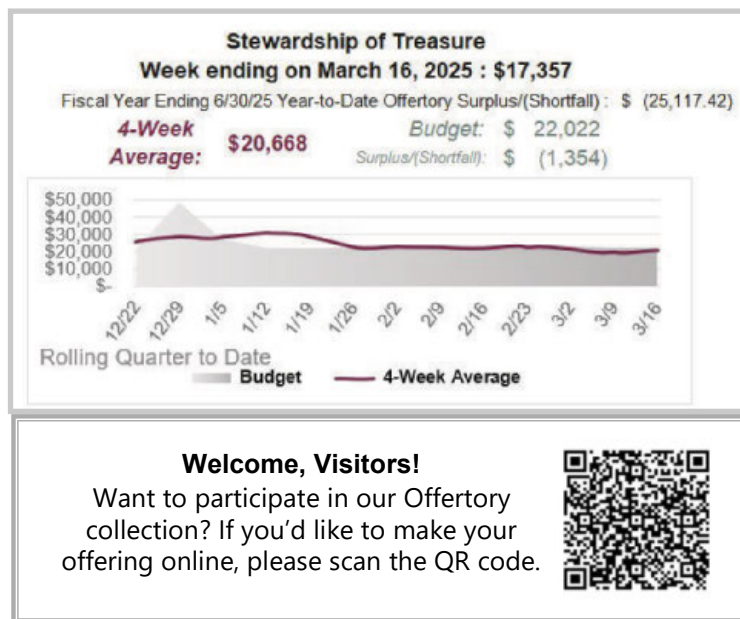 Stewardship of Treasure
Week ending on March 16, 2025 : $17,357
Fiscal Year Ending 6/30/25 Year-to-Date Offertory Surplus/(Shortfall) : $ (25,117.42)
4-Week Average: $20,668
Budget: $ 22,022
Surplus/(Shortfall): $ (1,354)
$50,000
$40,000
$30,000
$20,000
$10,000
$-
12/22 12/29 1/5 1/12 1/19 1/26 2/2 2/9 2/16 2/23 3/2 3/9 3/16
Rolling Quarter to Date
Budget 4-Week Average
Welcome, Visitors!
Want to participate in our Offertory
collection? If you’d like to make your
offering online, please scan the QR code.